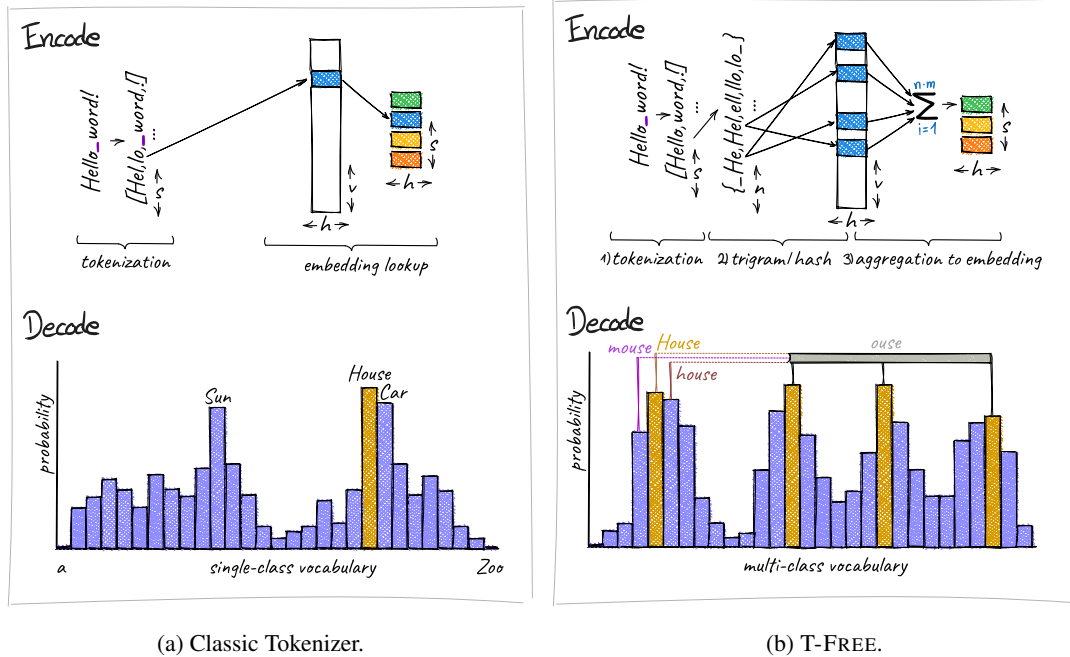 Encode
Hello_word!
[Hel,lo,_word,!]
...
s
v
h
s
h
tokenization
embedding lookup
Decode
probability
Sun
House
Car
a
single-class vocabulary
Zoo
(a) Classic Tokenizer.
Encode
Hello_word!
[Hello,word,!]
...
s
{_He,Hel,ell,llo,lo_}
...
n
v
h
n·m
∑
i=1
s
h
1)tokenization
2) trigram/ hash
3)aggregation to embedding
Decode
probability
mouse
House
house
ouse
multi-class vocabulary
(b) T-FREE.